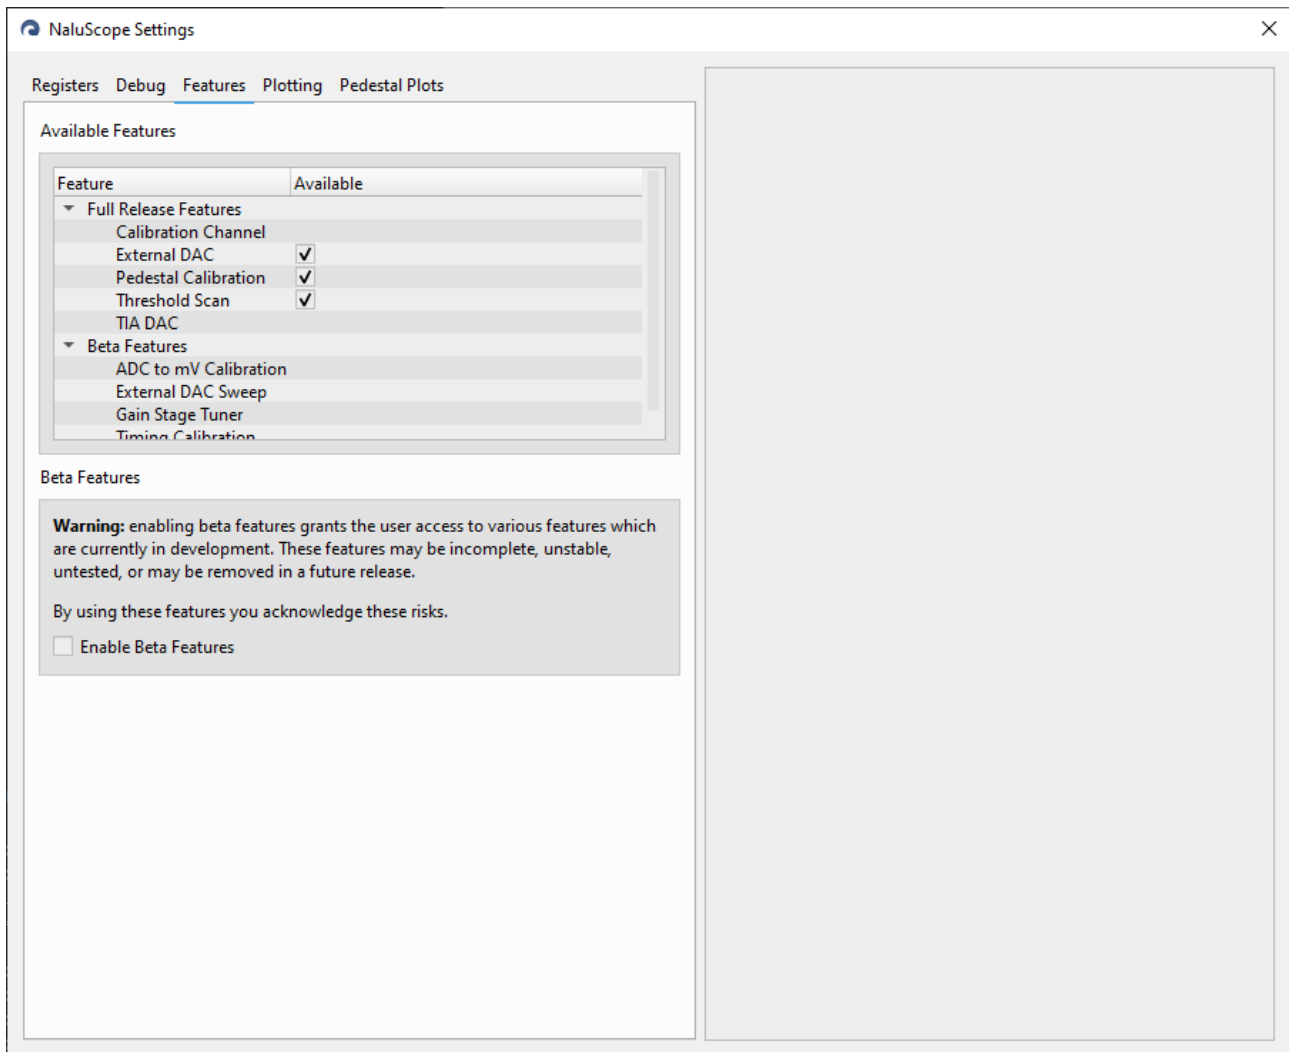 NaluScope Settings
Registers Debug Features Plotting Pedestal Plots
Available Features
Feature Available
Full Release Features
Calibration Channel
External DAC
Pedestal Calibration
Threshold Scan
TIA DAC
Beta Features
ADC to mV Calibration
External DAC Sweep
Gain Stage Tuner
Timing Calibration
Beta Features
Warning: enabling beta features grants the user access to various features which
are currently in development. These features may be incomplete, unstable,
untested, or may be removed in a future release.
By using these features you acknowledge these risks.
Enable Beta Features